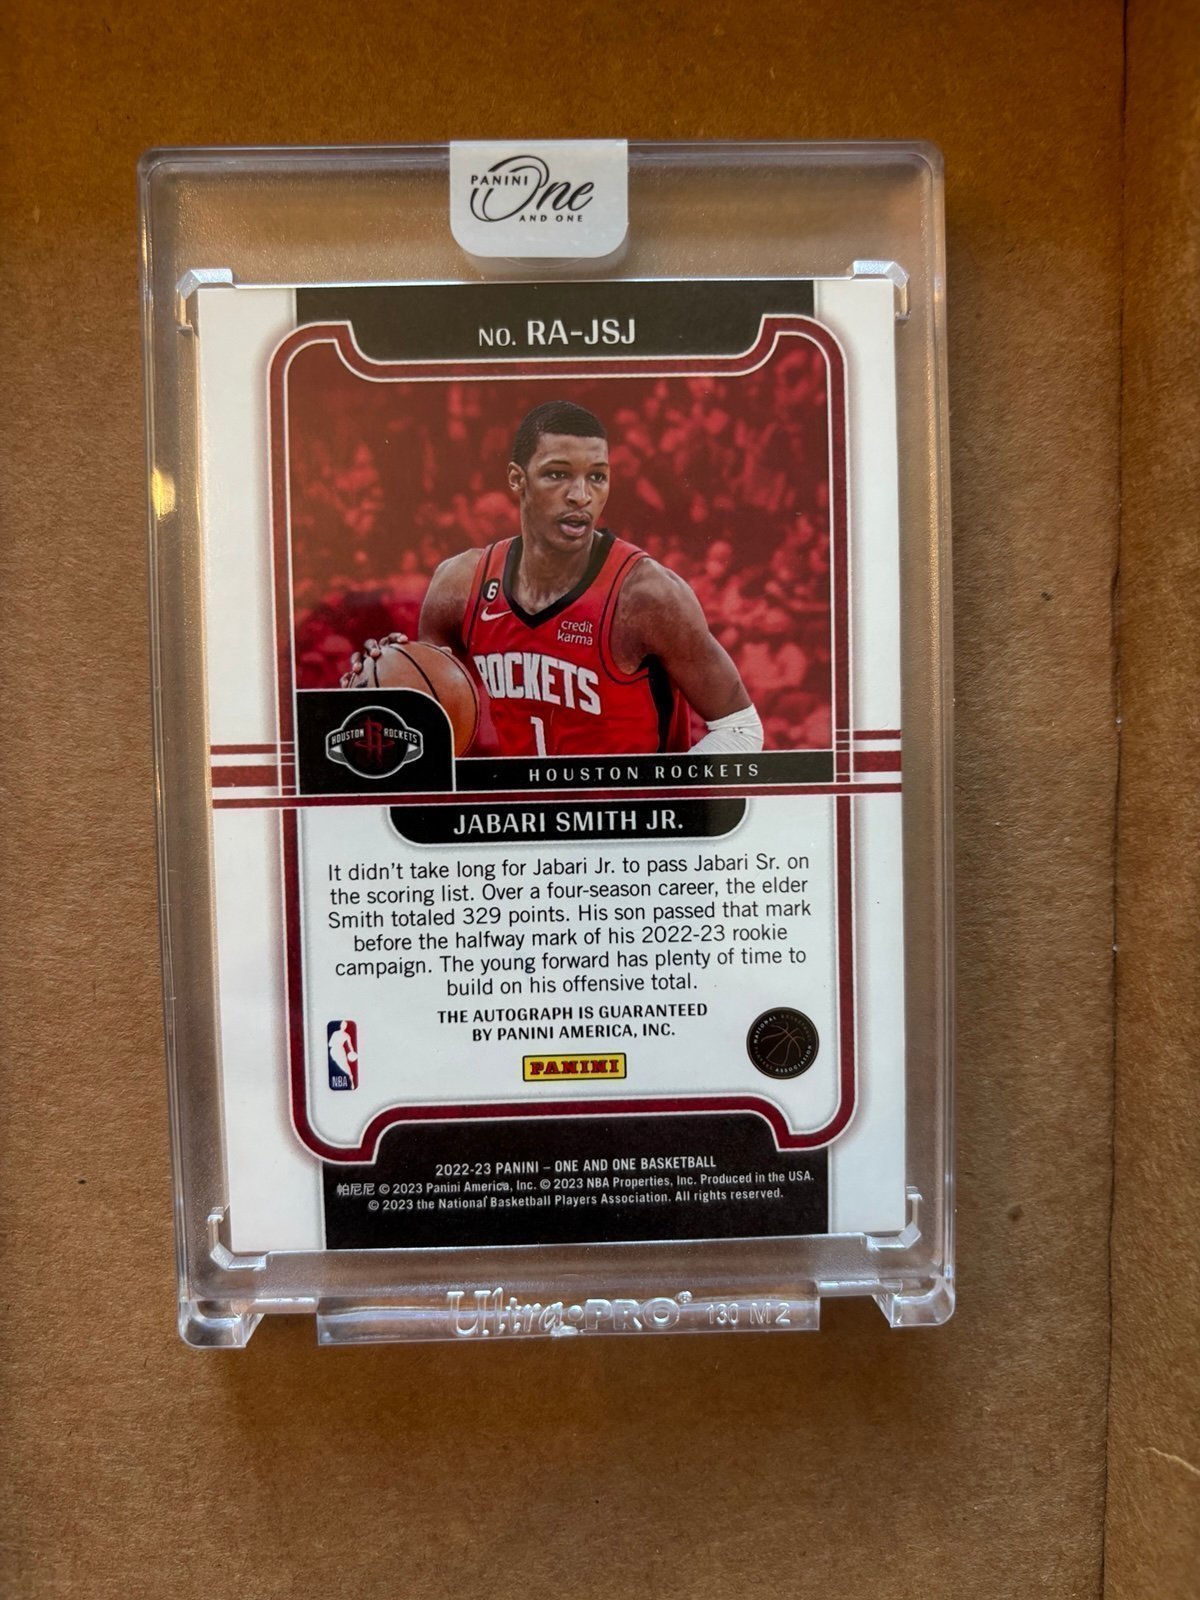 PANINI One
AND ONE
NO. RA-JSJ
6
credit
karma
ROCKETS
1
HOUSTON ROCKETS
HOUSTON ROCKETS
JABARI SMITH JR.
It didn't take long for Jabari Jr. to pass Jabari Sr. on
the scoring list. Over a four-season career, the elder
Smith totaled 329 points. His son passed that mark
before the halfway mark of his 2022-23 rookie
campaign. The young forward has plenty of time to
build on his offensive total.
THE AUTOGRAPH IS GUARANTEED
BY PANINI AMERICA, INC.
NBA
PANINI
NATIONAL BASKETBALL PLAYERS ASSOCIATION
2022-23 PANINI – ONE AND ONE BASKETBALL
帕尼尼 © 2023 Panini America, Inc. © 2023 NBA Properties, Inc. Produced in the USA.
© 2023 the National Basketball Players Association. All rights reserved.
Ultra·PRO® 130 M2